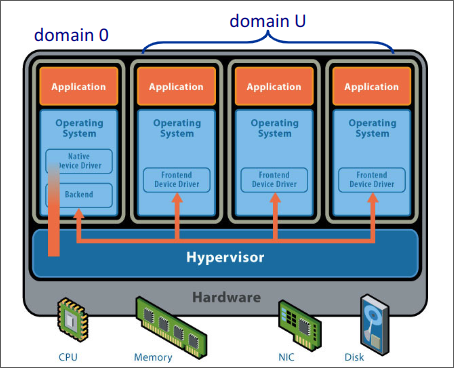 domain 0
domain U
Application
Application
Application
Application
Operating
System
Operating
System
Operating
System
Operating
System
Native
Device Driver
Backend
Frontend
Device Driver
Frontend
Device Driver
Frontend
Device Driver
Hypervisor
Hardware
CPU
Memory
NIC
Disk